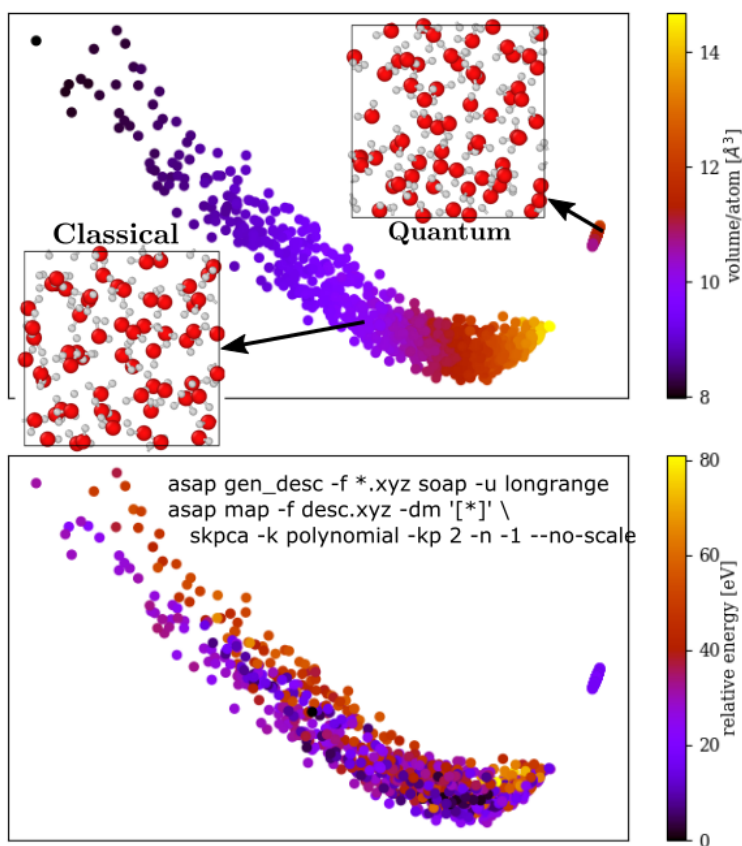 Classical
Quantum
14
12
10
8
volume/atom [Å³]
asap gen_desc -f *.xyz soap -u longrange
asap map -f desc.xyz -dm '[*]' \
skpca -k polynomial -kp 2 -n -1 --no-scale
80
60
40
20
0
relative energy [eV]